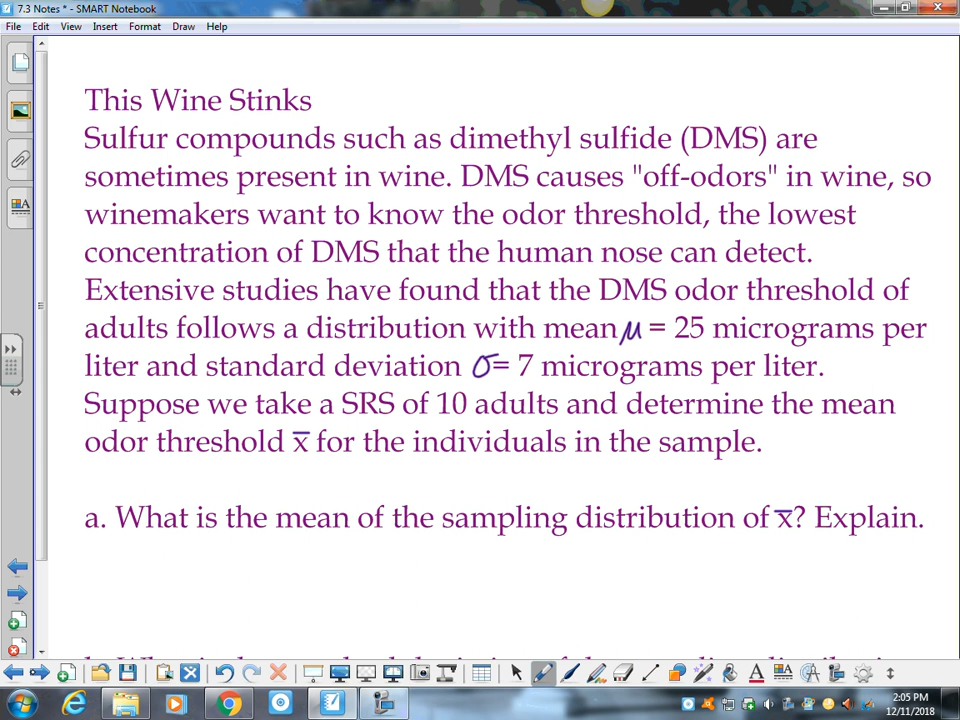 7.3 Notes * - SMART Notebook
File Edit View Insert Format Draw Help
This Wine Stinks
Sulfur compounds such as dimethyl sulfide (DMS) are
sometimes present in wine. DMS causes "off-odors" in wine, so
winemakers want to know the odor threshold, the lowest
concentration of DMS that the human nose can detect.
Extensive studies have found that the DMS odor threshold of
adults follows a distribution with mean μ = 25 micrograms per
liter and standard deviation σ = 7 micrograms per liter.
Suppose we take a SRS of 10 adults and determine the mean
odor threshold x̅ for the individuals in the sample.
a. What is the mean of the sampling distribution of x̅? Explain.
2:05 PM
12/11/2018